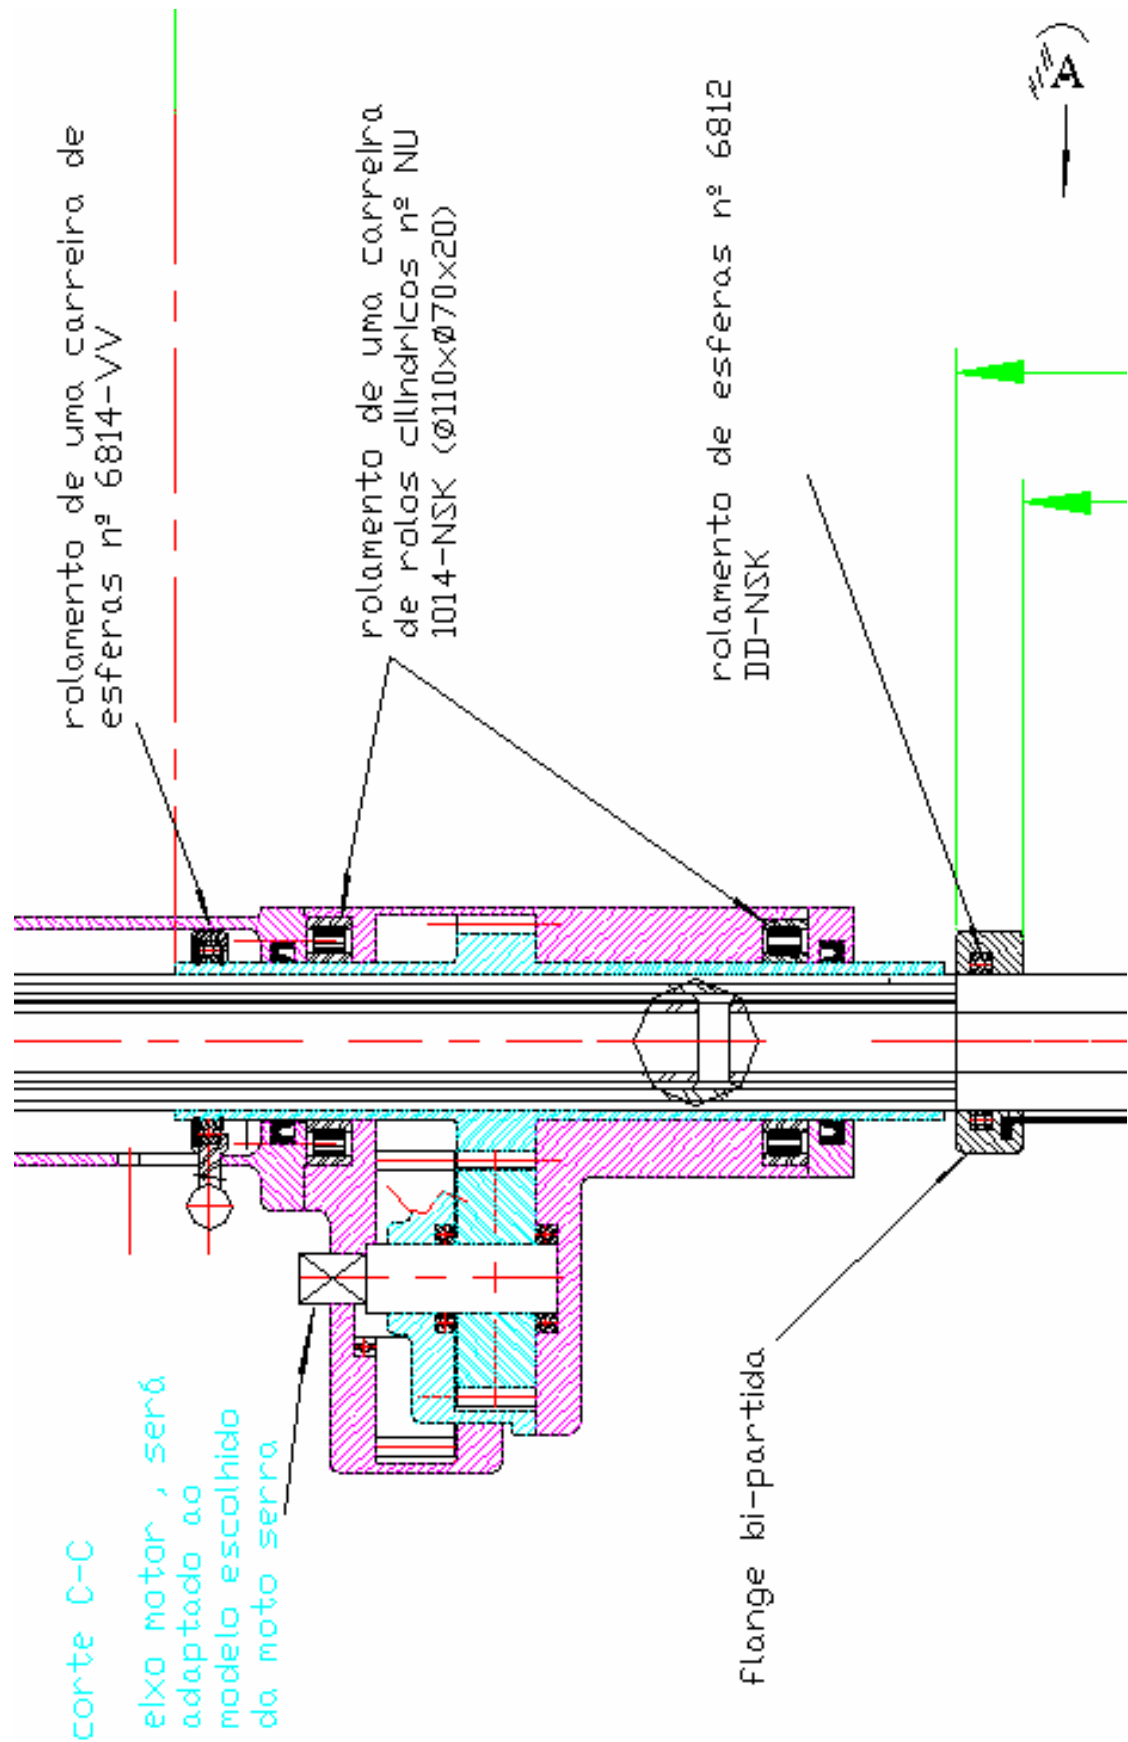 rolamento de uma carreira de
esferas nº 6814-VV
rolamento de uma carreira
de rolos cilíndricos nº NU
1014-NSK (Ø110xØ70x20)
rolamento de esferas nº 6812
DD-NSK
A
corte C-C
eixo motor , será
adaptado ao
modelo escolhido
da moto serra
flange bi-partida